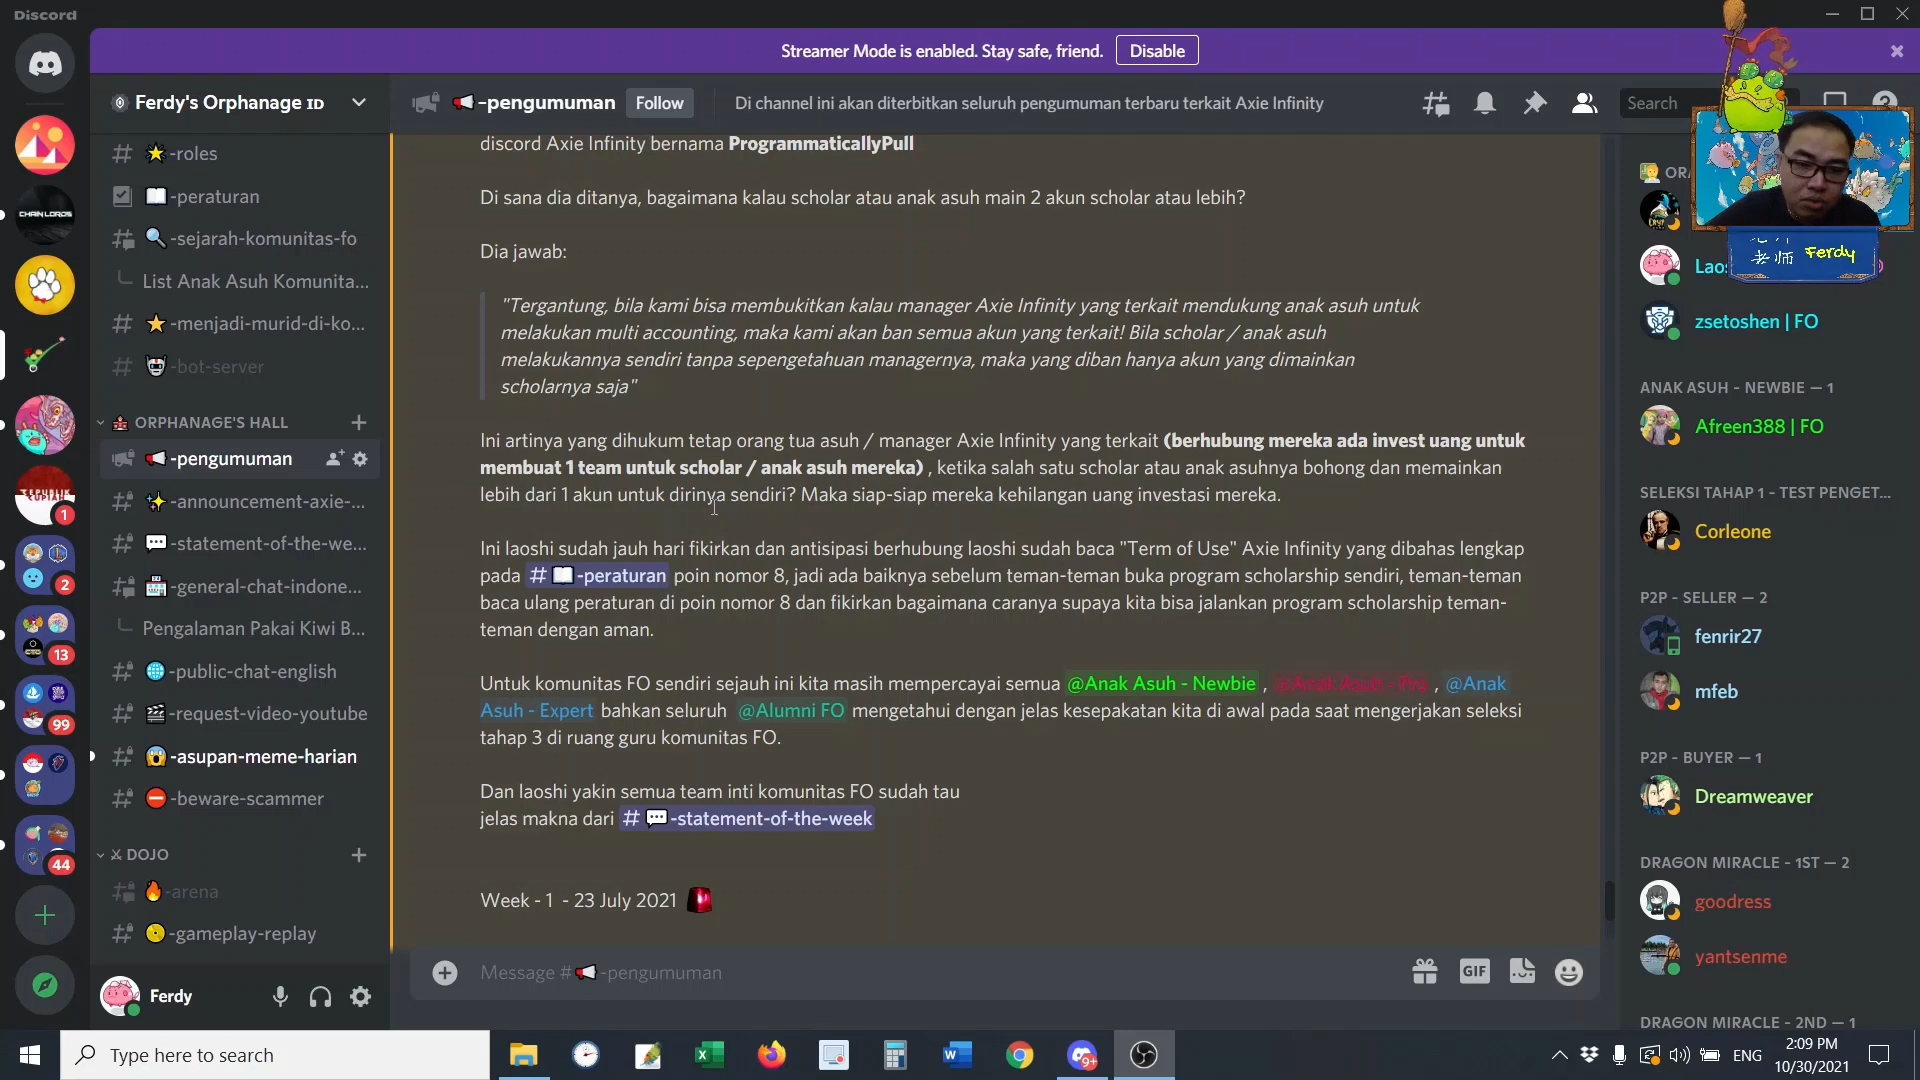 Discord
Streamer Mode is enabled. Stay safe, friend.
Disable
Ferdy's Orphanage ID
-pengumuman
Follow
Di channel ini akan diterbitkan seluruh pengumuman terbaru terkait Axie Infinity
Search
-roles
-peraturan
-sejarah-komunitas-fo
List Anak Asuh Komunita...
-menjadi-murid-di-ko...
-bot-server
ORPHANAGE'S HALL
-pengumuman
-announcement-axie-...
-statement-of-the-we...
-general-chat-indone...
Pengalaman Pakai Kiwi B...
-public-chat-english
-request-video-youtube
-asupan-meme-harian
-beware-scammer
DOJO
-arena
-gameplay-replay
Ferdy
CHAIN LORDS
1
2
13
99
44
discord Axie Infinity bernama ProgrammaticallyPull
Di sana dia ditanya, bagaimana kalau scholar atau anak asuh main 2 akun scholar atau lebih?
Dia jawab:
"Tergantung, bila kami bisa membukitkan kalau manager Axie Infinity yang terkait mendukung anak asuh untuk
melakukan multi accounting, maka kami akan ban semua akun yang terkait! Bila scholar / anak asuh
melakukannya sendiri tanpa sepengetahuan managernya, maka yang diban hanya akun yang dimainkan
scholarnya saja"
Ini artinya yang dihukum tetap orang tua asuh / manager Axie Infinity yang terkait (berhubung mereka ada invest uang untuk
membuat 1 team untuk scholar / anak asuh mereka) , ketika salah satu scholar atau anak asuhnya bohong dan memainkan
lebih dari 1 akun untuk dirinya sendiri? Maka siap-siap mereka kehilangan uang investasi mereka.
Ini laoshi sudah jauh hari fikirkan dan antisipasi berhubung laoshi sudah baca "Term of Use" Axie Infinity yang dibahas lengkap
pada # -peraturan poin nomor 8, jadi ada baiknya sebelum teman-teman buka program scholarship sendiri, teman-teman
baca ulang peraturan di poin nomor 8 dan fikirkan bagaimana caranya supaya kita bisa jalankan program scholarship teman-
teman dengan aman.
Untuk komunitas FO sendiri sejauh ini kita masih mempercayai semua @Anak Asuh - Newbie , @Anak Asuh - Pro , @Anak
Asuh - Expert bahkan seluruh @Alumni FO mengetahui dengan jelas kesepakatan kita di awal pada saat mengerjakan seleksi
tahap 3 di ruang guru komunitas FO.
Dan laoshi yakin semua team inti komunitas FO sudah tau
jelas makna dari # -statement-of-the-week
Week - 1 - 23 July 2021
Message # -pengumuman
GIF
老师 Ferdy
zsetoshen | FO
ANAK ASUH - NEWBIE — 1
Afreen388 | FO
SELEKSI TAHAP 1 - TEST PENGET...
Corleone
P2P - SELLER — 2
fenrir27
mfeb
P2P - BUYER — 1
Dreamweaver
DRAGON MIRACLE - 1ST — 2
goodress
yantsenme
DRAGON MIRACLE - 2ND — 1
Type here to search
9+
ENG
2:09 PM
10/30/2021